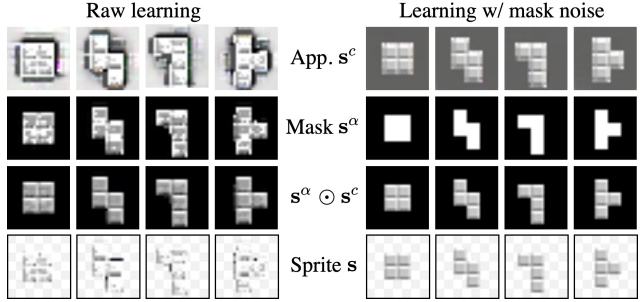 Raw learning
Learning w/ mask noise
App. s^c
Mask s^α
s^α ⊙ s^c
Sprite s